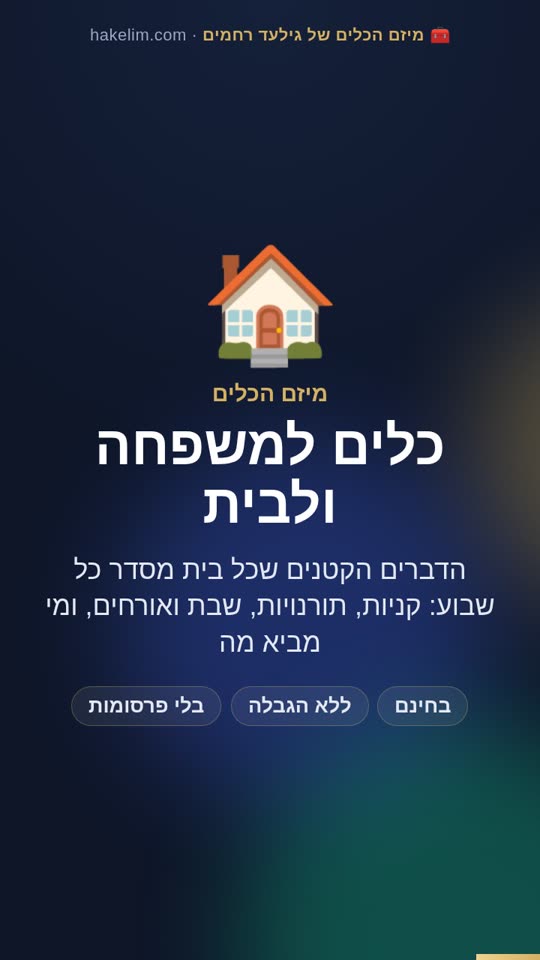 🧰 מיזם הכלים של גילעד רחמים · hakelim.com
מיזם הכלים
כלים למשפחה
ולבית
הדברים הקטנים שכל בית מסדר כל
שבוע: קניות, תורנויות, שבת ואורחים, ומי
מביא מה
בחינם
ללא הגבלה
בלי פרסומות